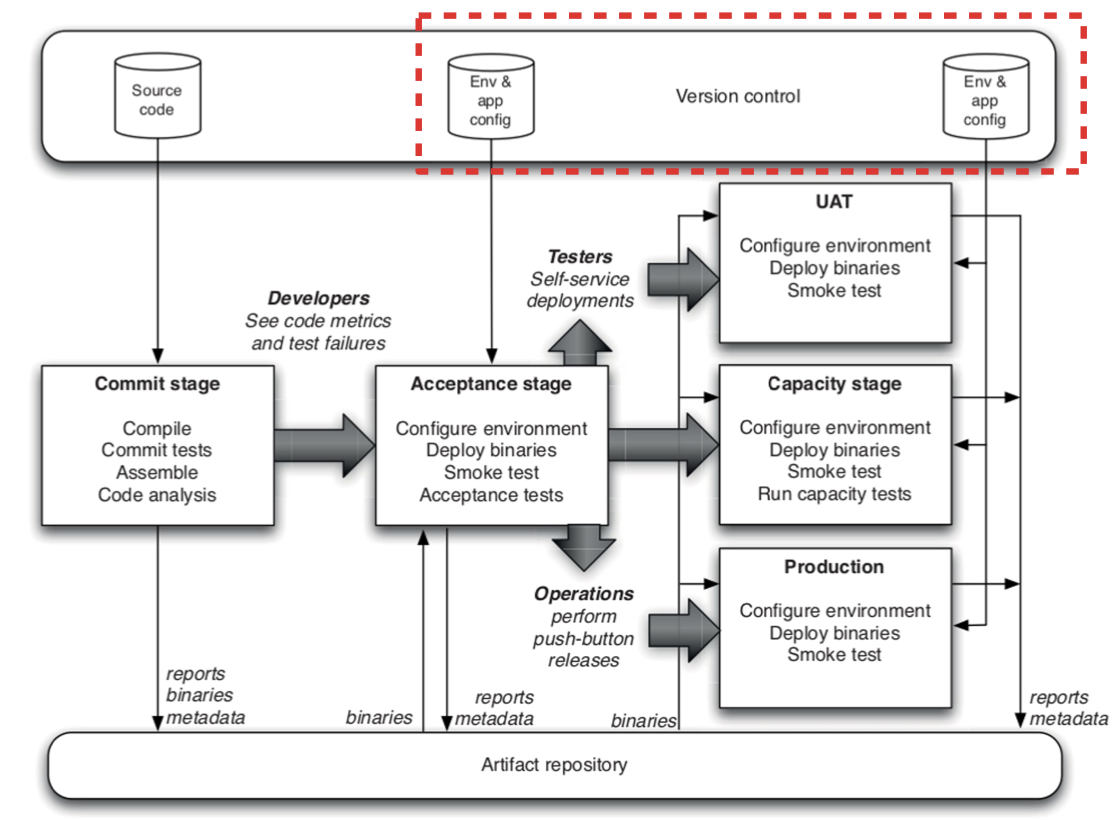 Source
code
Env &
app
config
Version control
Env &
app
config
UAT
Configure environment
Deploy binaries
Smoke test
Testers
Self-service
deployments
Developers
See code metrics
and test failures
Commit stage
Compile
Commit tests
Assemble
Code analysis
Acceptance stage
Configure environment
Deploy binaries
Smoke test
Acceptance tests
Capacity stage
Configure environment
Deploy binaries
Smoke test
Run capacity tests
Operations
perform
push-button
releases
Production
Configure environment
Deploy binaries
Smoke test
reports
binaries
metadata
binaries
reports
metadata
binaries
reports
metadata
Artifact repository